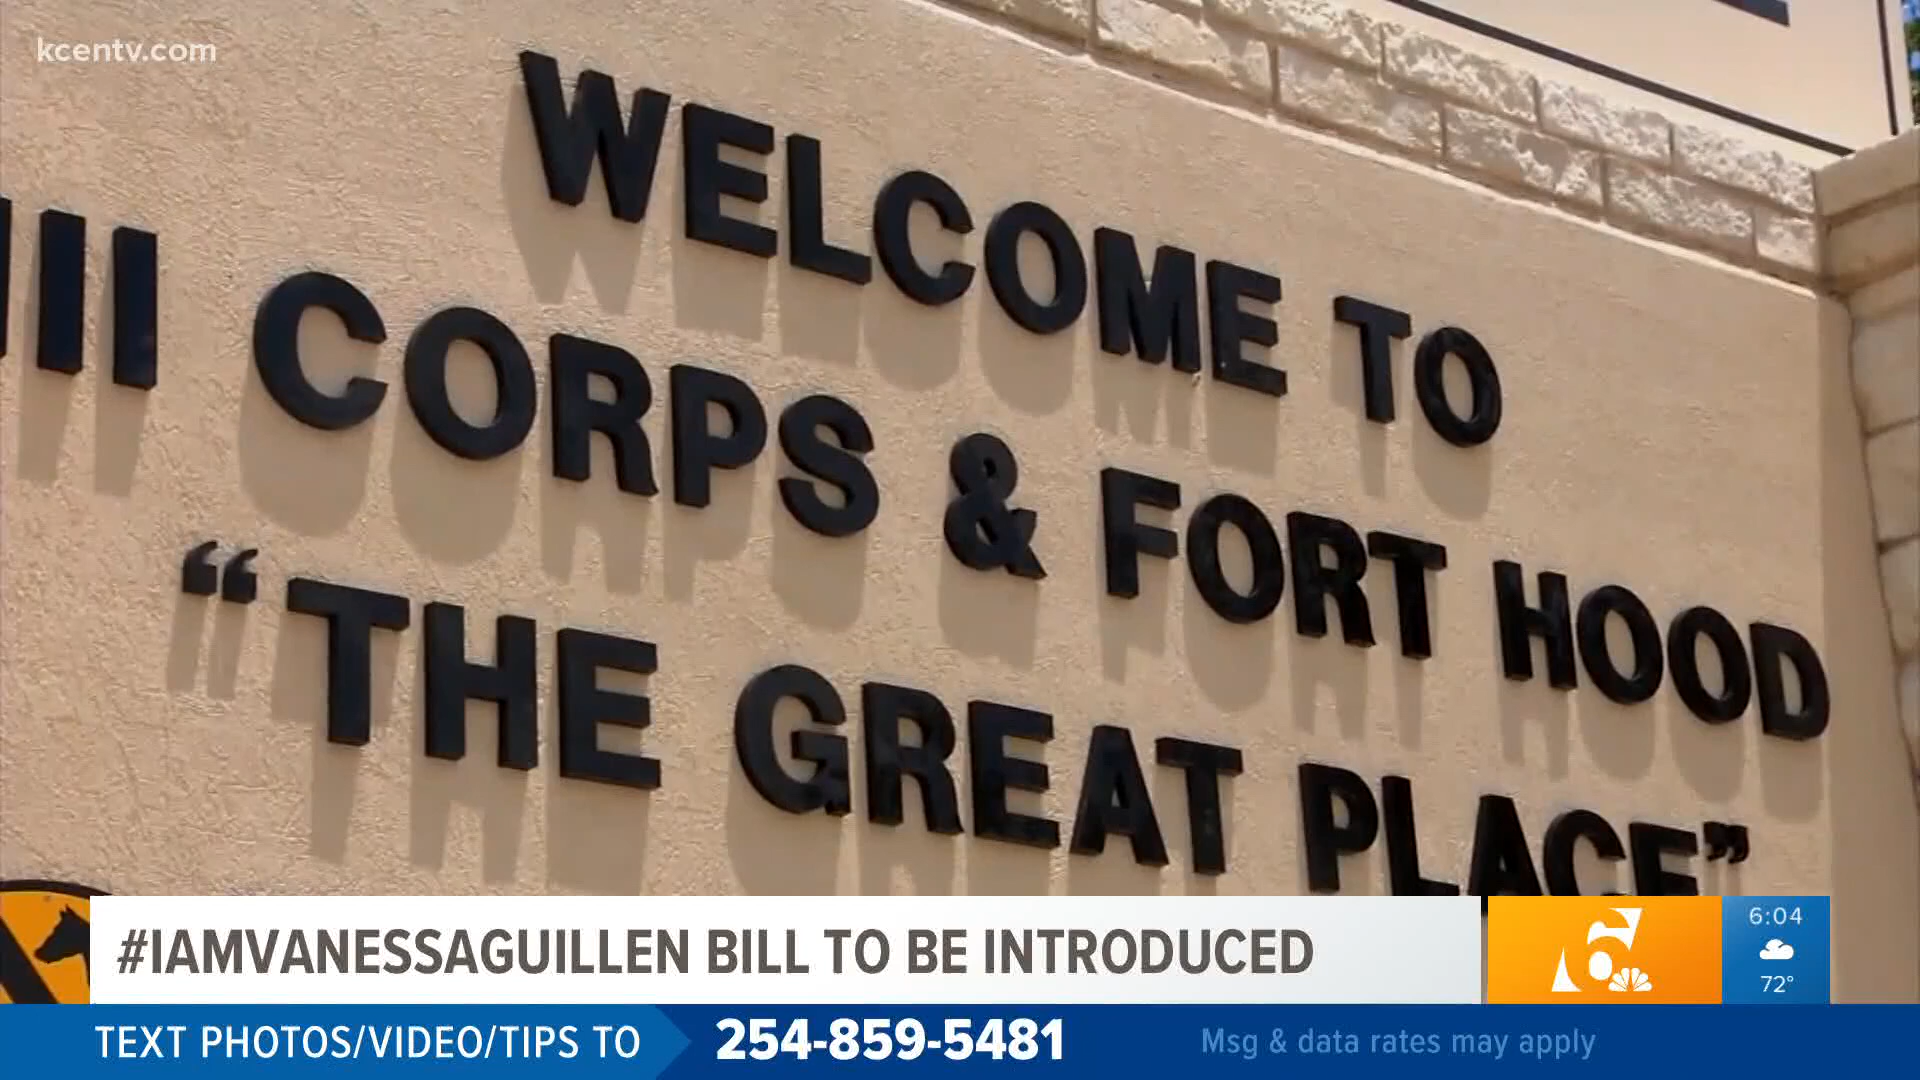 kcentv.com
WELCOME TO
III CORPS & FORT HOOD
“THE GREAT PLACE”
#IAMVANESSAGUILLEN BILL TO BE INTRODUCED
6
6:04
72°
TEXT PHOTOS/VIDEO/TIPS TO 254-859-5481 Msg & data rates may apply